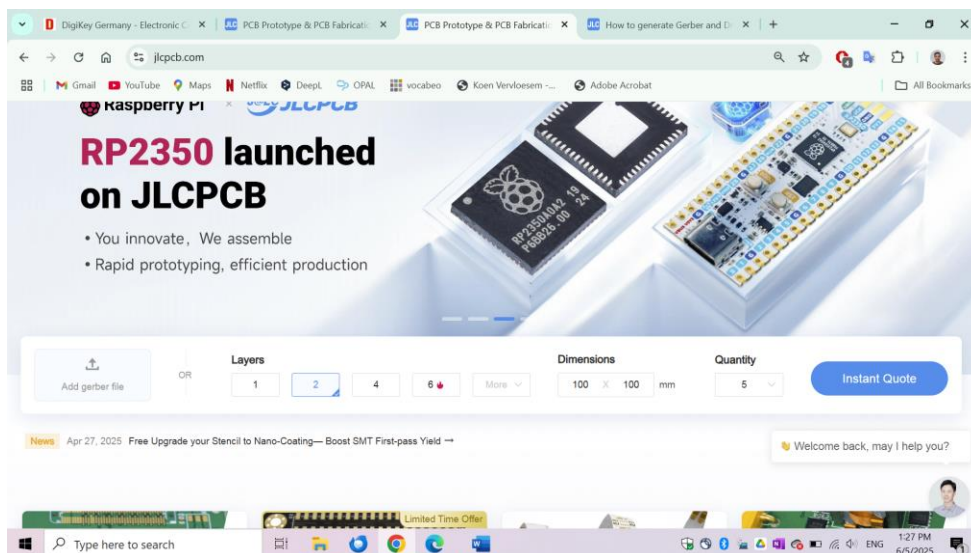 DigiKey Germany - Electronic C
PCB Prototype & PCB Fabricatic
PCB Prototype & PCB Fabricatic
How to generate Gerber and D
jlcpcb.com
Gmail
YouTube
Maps
Netflix
DeepL
OPAL
vocabeo
Koen Vervloesem -...
Adobe Acrobat
All Bookmarks
Raspberry Pi × JLCPCB
RP2350 launched
on JLCPCB
• You innovate, We assemble
• Rapid prototyping, efficient production
RP2350A0A2 19
P6BB26.00 24
Add gerber file
OR
Layers
1
2
4
6
More
Dimensions
100 X 100 mm
Quantity
5
Instant Quote
News Apr 27, 2025 Free Upgrade your Stencil to Nano-Coating— Boost SMT First-pass Yield →
Welcome back, may I help you?
Limited Time Offer
Type here to search
ENG
1:27 PM
6/5/2025